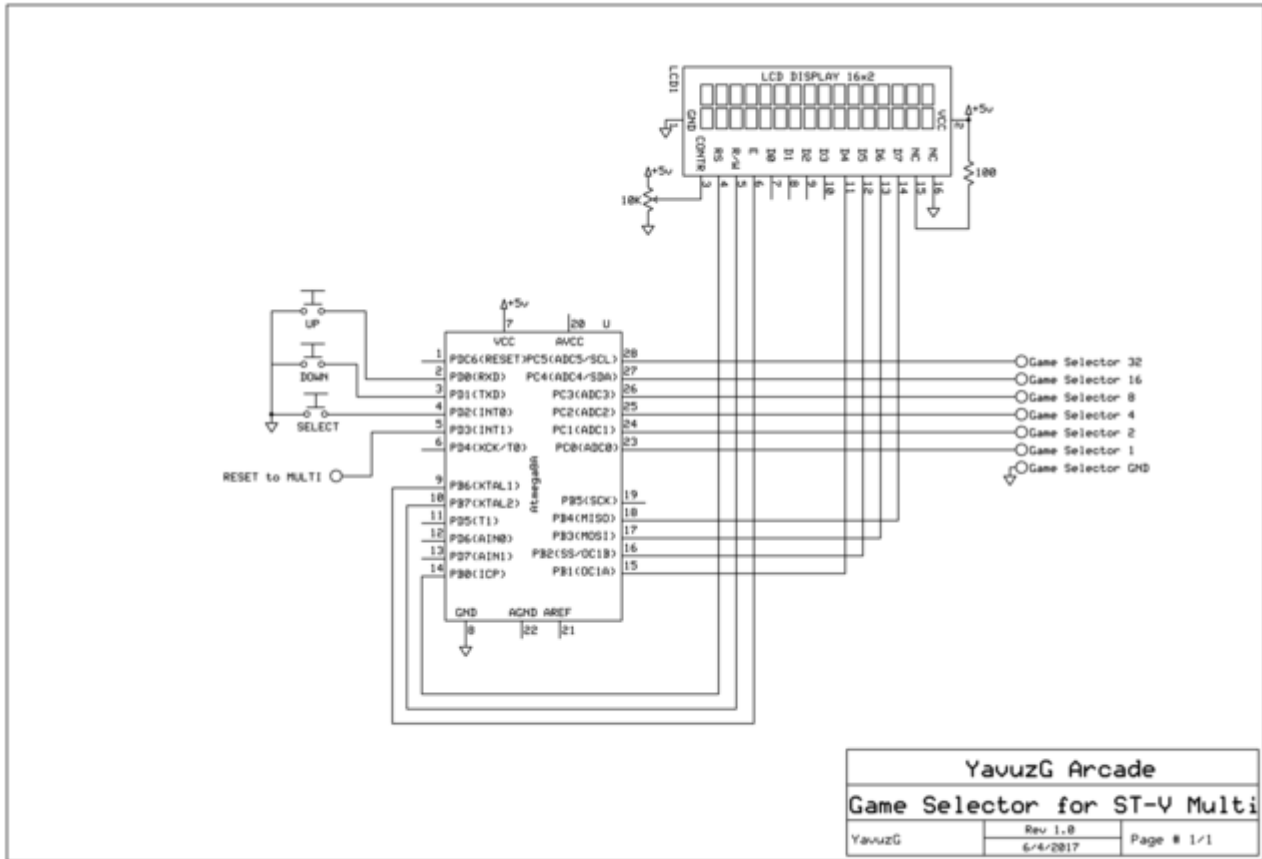 LCD1
LCD DISPLAY 16x2
GND
1
VCC
2
+5v
CONTR
RS
R/W
E
D0
D1
D2
D3
D4
D5
D6
D7
NC
NC
3
4
5
6
7
8
9
10
11
12
13
14
15
16
100
+5v
10K
UP
DOWN
SELECT
RESET to MULTI
+5v
7
20
U
VCC
AVCC
1 PDC6(RESET) PC5(ADC5/SCL) 28
2 PD0(RXD) PC4(ADC4/SDA) 27
3 PD1(TXD) PC3(ADC3) 26
4 PD2(INT0) PC2(ADC2) 25
5 PD3(INT1) PC1(ADC1) 24
6 PD4(XCK/T0) PC0(ADC0) 23
Atmega8A
9 PB6(XTAL1)
10 PB7(XTAL2) PB5(SCK) 19
11 PD5(T1) PB4(MISO) 18
12 PD6(AIN0) PB3(MOSI) 17
13 PD7(AIN1) PB2(SS/OC1B) 16
14 PB0(ICP) PB1(OC1A) 15
GND AGND AREF
8 22 21
Game Selector 32
Game Selector 16
Game Selector 8
Game Selector 4
Game Selector 2
Game Selector 1
Game Selector GND
YavuzG Arcade
Game Selector for ST-V Multi
YavuzG
Rev 1.0
6/4/2017
Page # 1/1